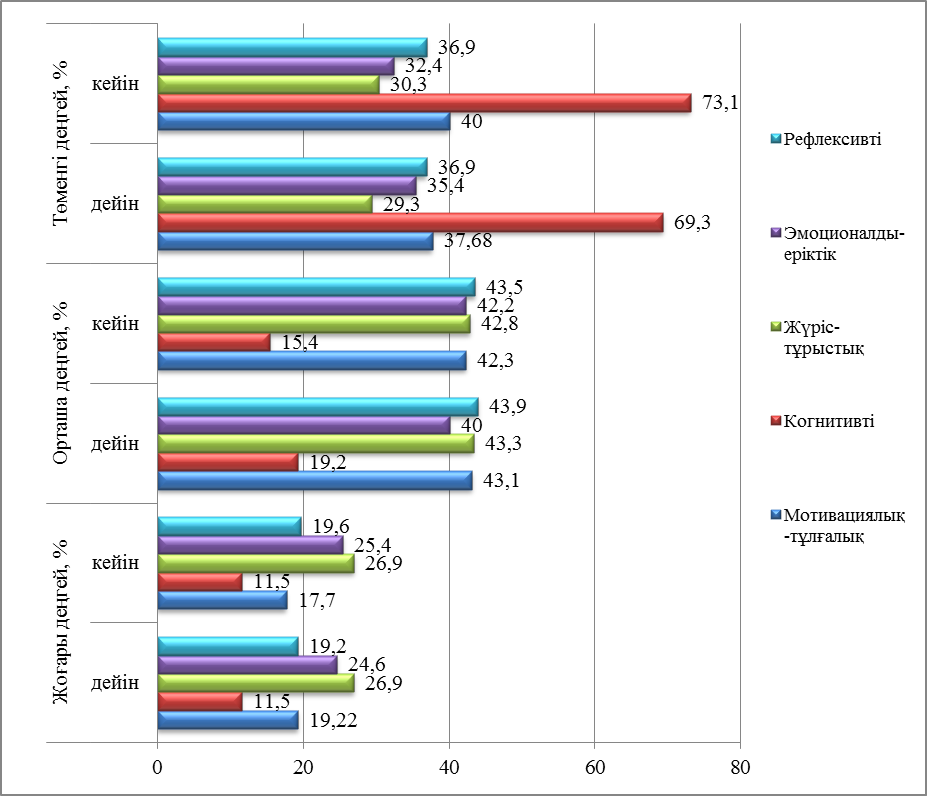 Төменгі деңгей, %
кейін
36,9
32,4
30,3
73,1
40
дейін
36,9
35,4
29,3
69,3
37,68
Орташа деңгей, %
кейін
43,5
42,2
42,8
15,4
42,3
дейін
43,9
40
43,3
19,2
43,1
Жоғары деңгей, %
кейін
19,6
25,4
26,9
11,5
17,7
дейін
19,2
24,6
26,9
11,5
19,22
0 20 40 60 80
Рефлексивті
Эмоционалды-
еріктік
Жүріс-
тұрыстық
Когнитивті
Мотивациялық
-тұлғалық